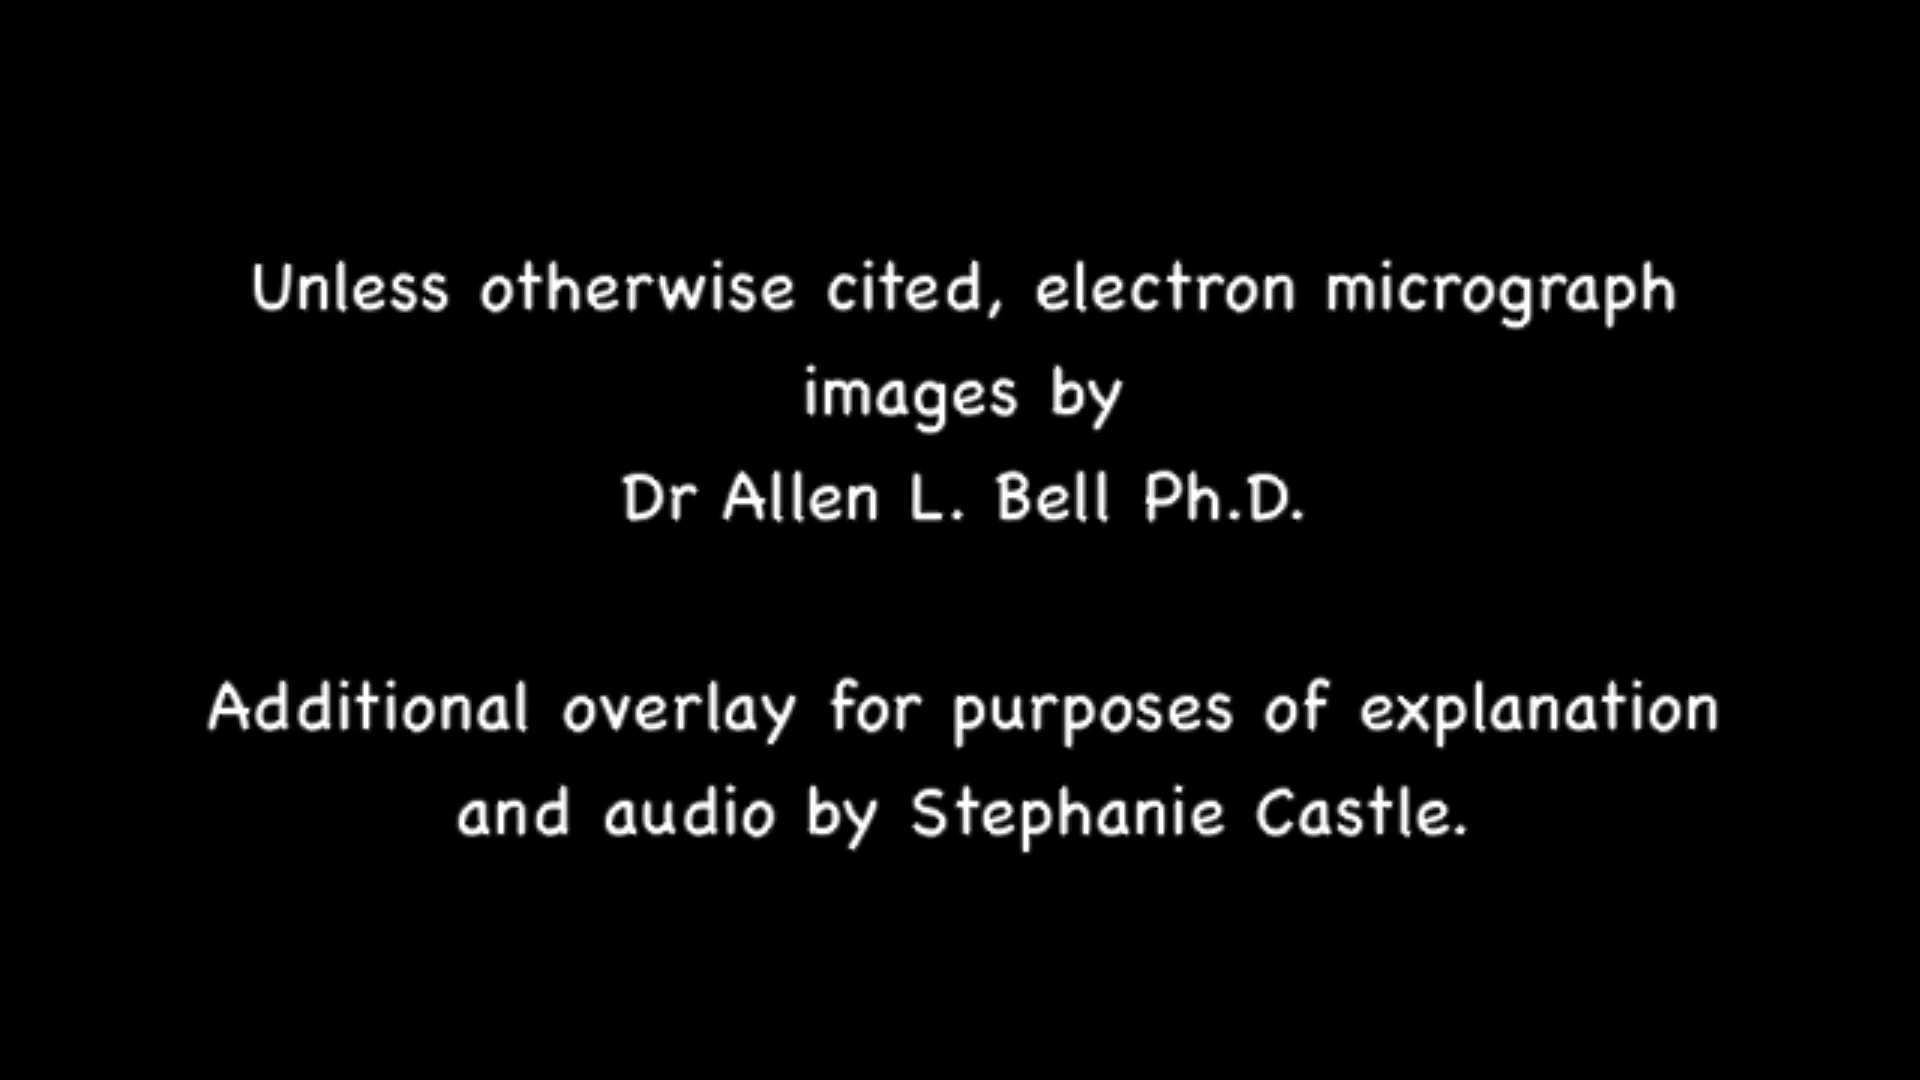 Unless otherwise cited, electron micrograph
images by
Dr Allen L. Bell Ph.D.
Additional overlay for purposes of explanation
and audio by Stephanie Castle.